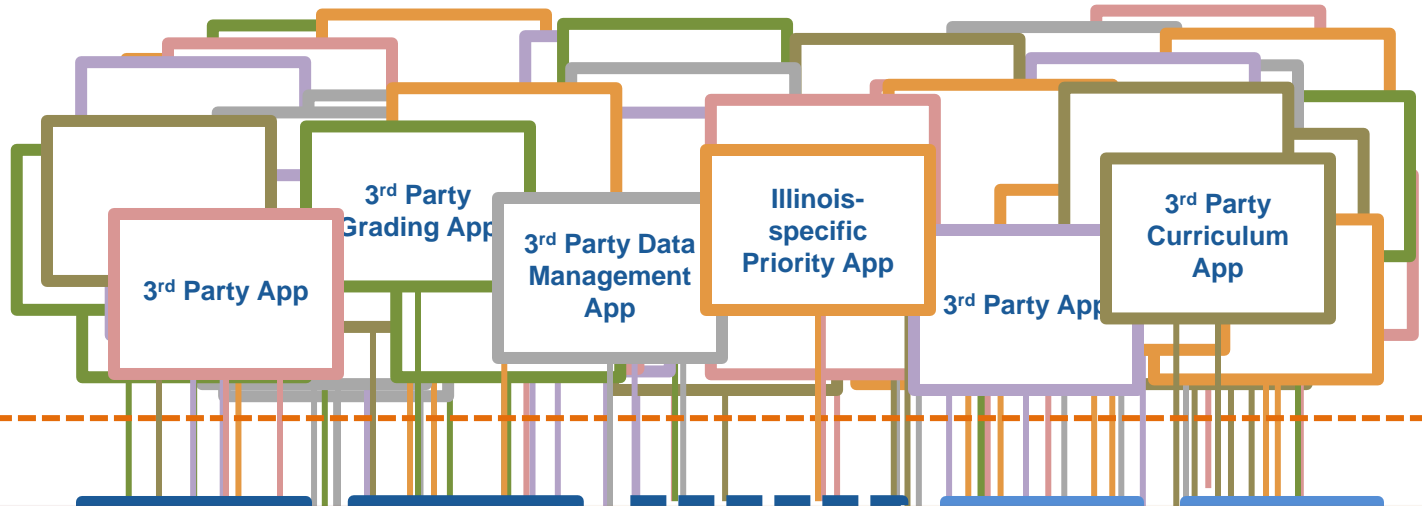 3rd Party
Grading App
Illinois-
specific
Priority App
3rd Party
Curriculum
App
3rd Party Data
Management
App
3rd Party App
3rd Party App